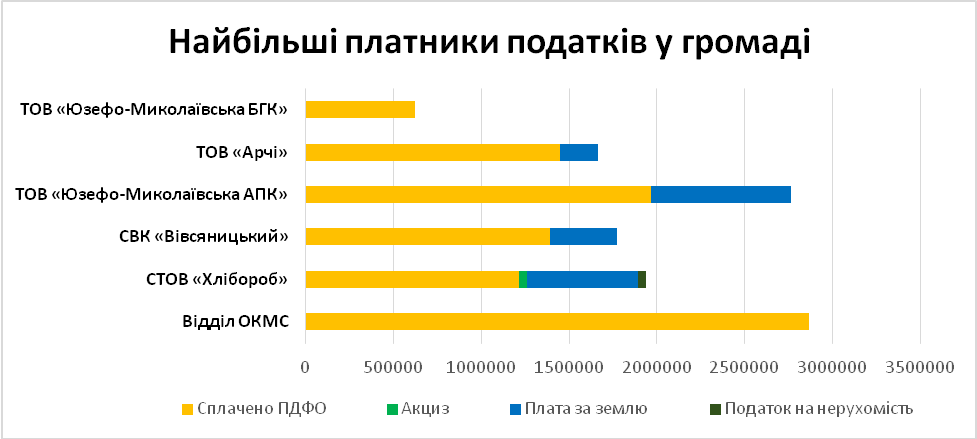 Найбільші платники податків у громаді
ТОВ «Юзефо-Миколаївська БГК»
ТОВ «Арчі»
ТОВ «Юзефо-Миколаївська АПК»
СВК «Вівсяницький»
СТОВ «Хлібороб»
Відділ ОКМС
0 500000 1000000 1500000 2000000 2500000 3000000 3500000
Сплачено ПДФО Акциз Плата за землю Податок на нерухомість